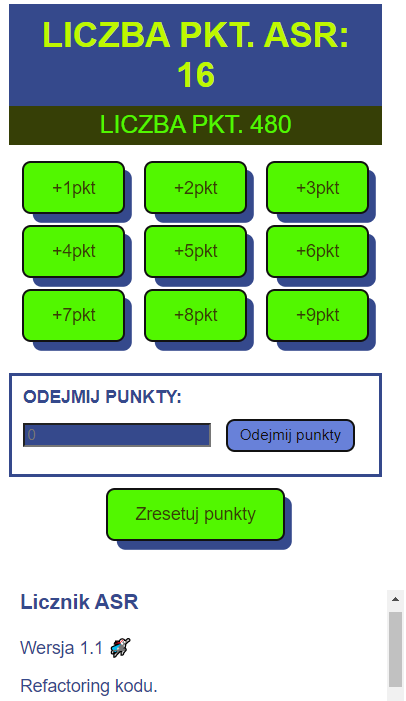 LICZBA PKT. ASR:
16
LICZBA PKT. 480
+1pkt +2pkt +3pkt
+4pkt +5pkt +6pkt
+7pkt +8pkt +9pkt
ODEJMIJ PUNKTY:
0 Odejmij punkty
Zresetuj punkty
Licznik ASR
Wersja 1.1
Refactoring kodu.